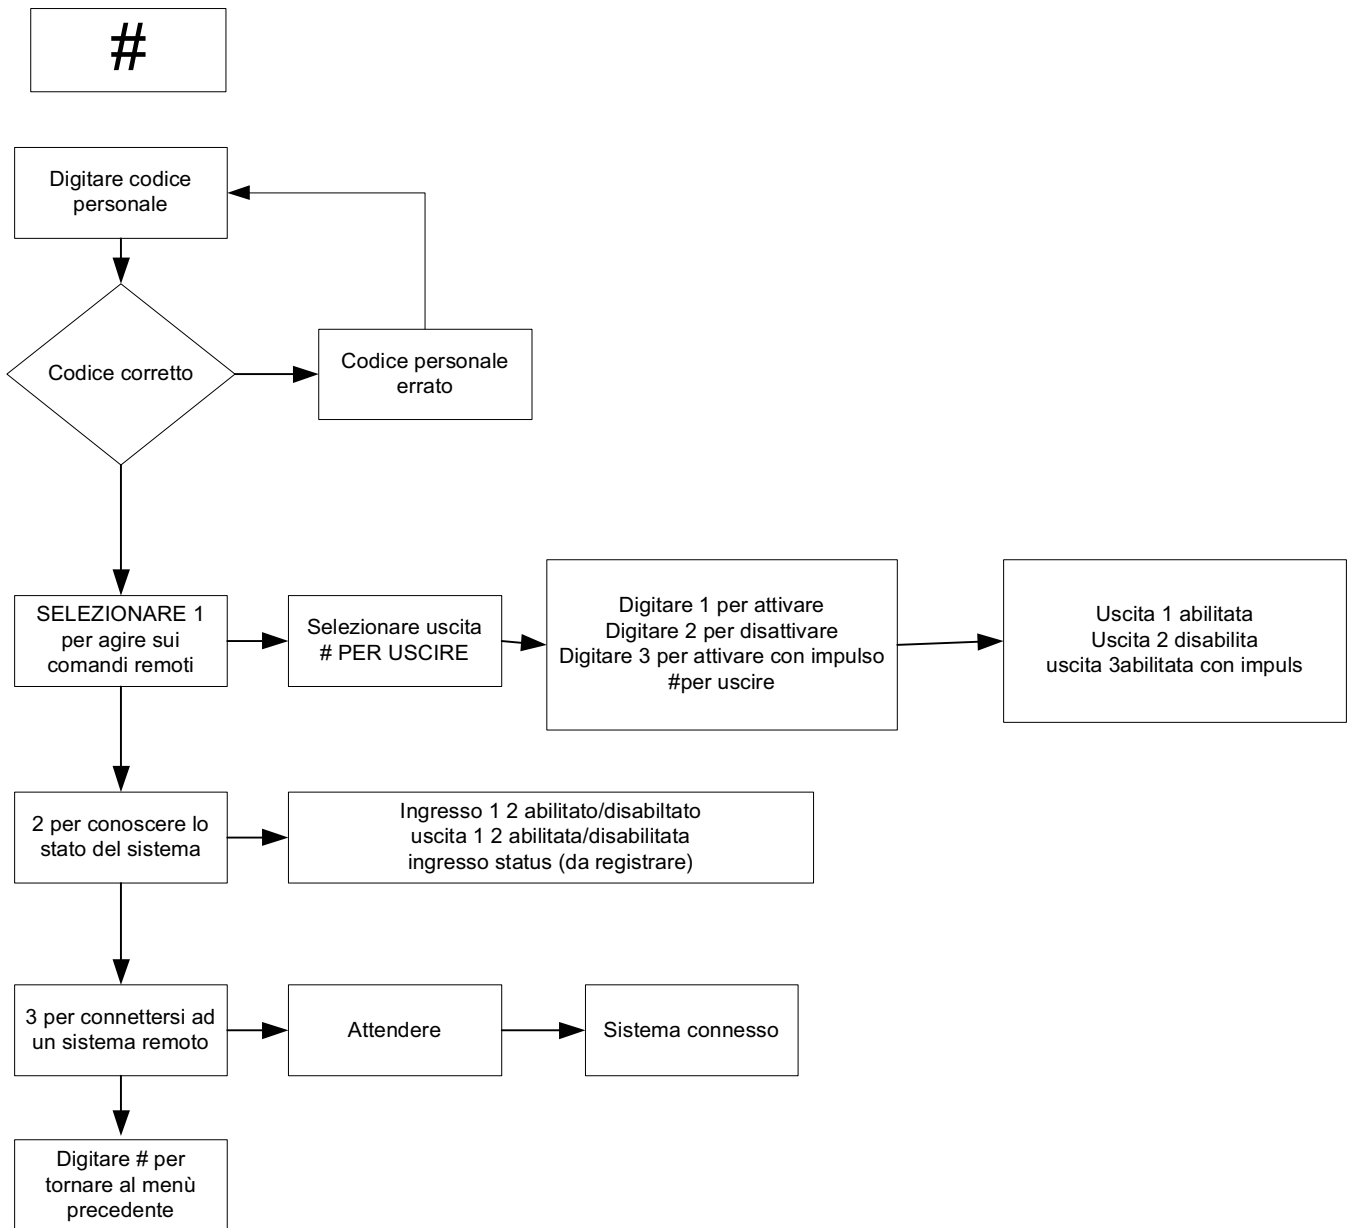 #
Digitare codice
personale
Codice corretto
Codice personale
errato
SELEZIONARE 1
per agire sui
comandi remoti
Selezionare uscita
# PER USCIRE
Digitare 1 per attivare
Digitare 2 per disattivare
Digitare 3 per attivare con impulso
#per uscire
Uscita 1 abilitata
Uscita 2 disabilita
uscita 3abilitata con impuls
2 per conoscere lo
stato del sistema
Ingresso 1 2 abilitato/disabiltato
uscita 1 2 abilitata/disabilitata
ingresso status (da registrare)
3 per connettersi ad
un sistema remoto
Attendere
Sistema connesso
Digitare # per
tornare al menù
precedente